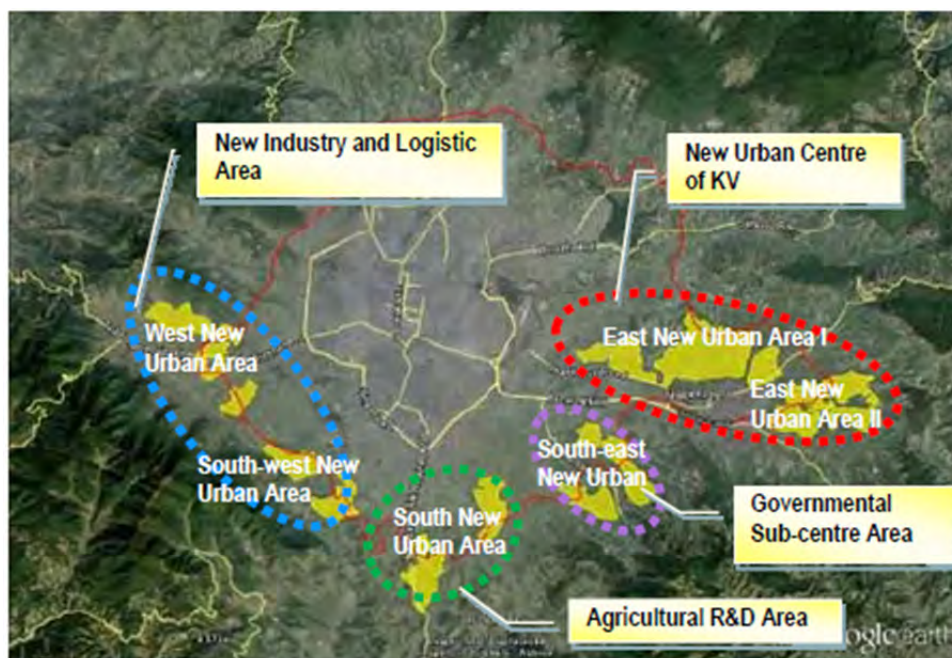 New Industry and Logistic
Area
New Urban Centre
of KV
West New
Urban Area
East New Urban Area I
East New
Urban Area II
South-west New
Urban Area
South-east
New Urban
South New
Urban Area
Governmental
Sub-centre Area
Agricultural R&D Area